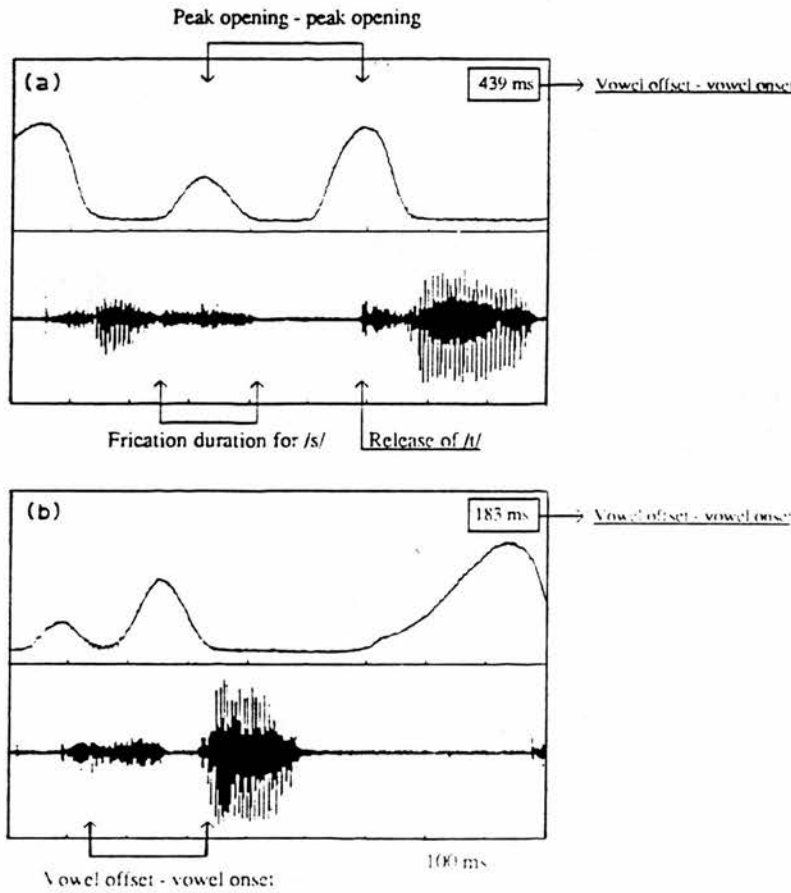 Peak opening - peak opening
(a)
439 ms
Vowel offset - vowel onset
Frication duration for /s/
Release of /t/
(b)
183 ms
Vowel offset - vowel onset
100 ms
Vowel offset - vowel onset